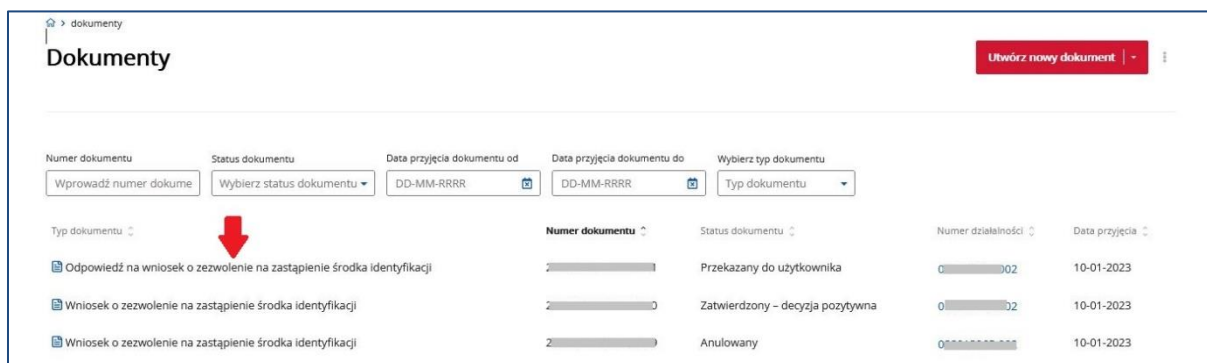 > dokumenty
Dokumenty
Utwórz nowy dokument
Numer dokumentu Status dokumentu Data przyjęcia dokumentu od Data przyjęcia dokumentu do Wybierz typ dokumentu
Wprowadź numer dokume Wybierz status dokumentu DD-MM-RRRR DD-MM-RRRR Typ dokumentu
Typ dokumentu Numer dokumentu Status dokumentu Numer działalności Data przyjęcia
Odpowiedź na wniosek o zezwolenie na zastąpienie środka identyfikacji Przekazany do użytkownika 002 10-01-2023
Wniosek o zezwolenie na zastąpienie środka identyfikacji Zatwierdzony – decyzja pozytywna 02 10-01-2023
Wniosek o zezwolenie na zastąpienie środka identyfikacji Anulowany 10-01-2023